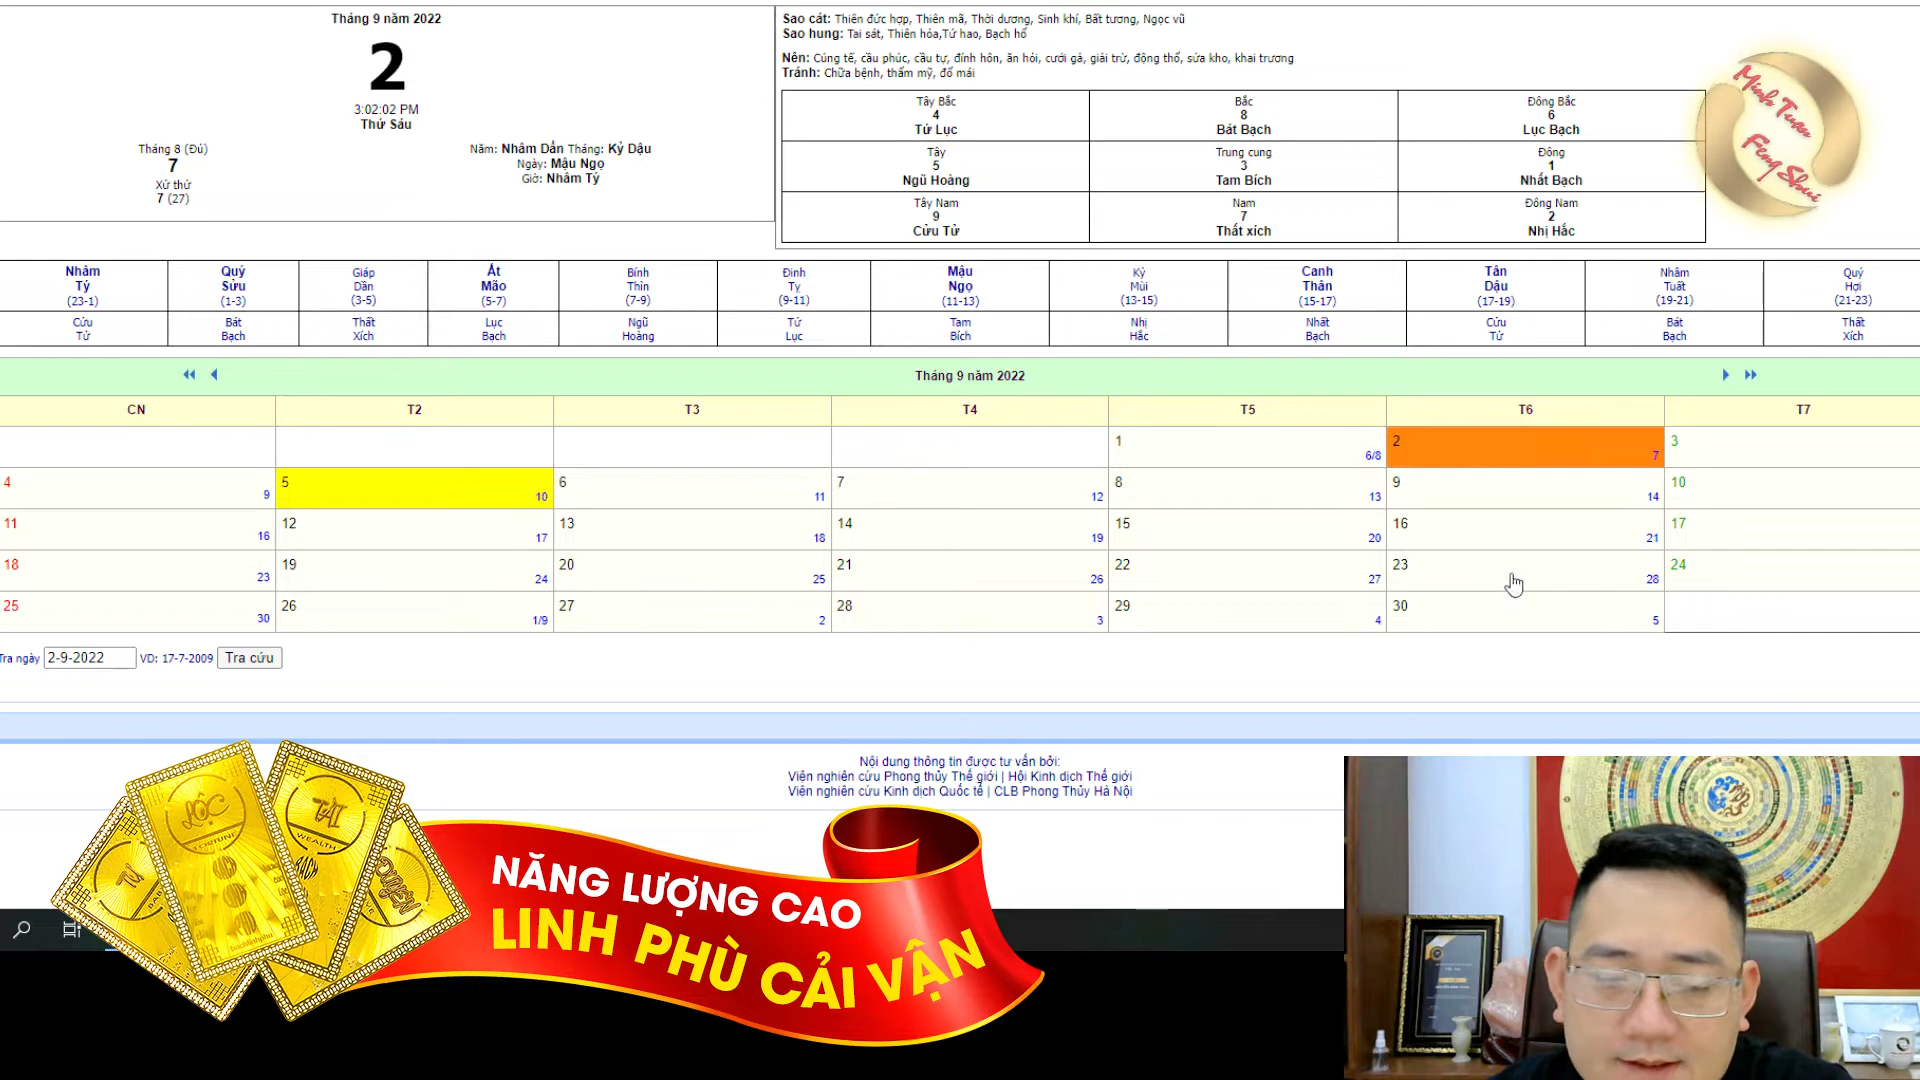 Tháng 9 năm 2022
2
3:02:02 PM
Thứ Sáu
Tháng 8 (Đủ)
7
Xử thử
7 (27)
Năm: Nhâm Dần Tháng: Kỷ Dậu
Ngày: Mậu Ngọ
Giờ: Nhâm Tý
Sao cát: Thiên đức hợp, Thiên mã, Thời dương, Sinh khí, Bất tương, Ngọc vũ
Sao hung: Tai sát, Thiên hỏa,Tứ hao, Bạch hổ
Nên: Cúng tế, cầu phúc, cầu tự, đính hôn, ăn hỏi, cưới gả, giải trừ, động thổ, sửa kho, khai trương
Tránh: Chữa bệnh, thẩm mỹ, đổ mái
Tây Bắc Bắc Đông Bắc
4 8 6
Tứ Lục Bát Bạch Lục Bạch
Tây Trung cung Đông
5 3 1
Ngũ Hoàng Tam Bích Nhất Bạch
Tây Nam Nam Đông Nam
9 7 2
Cửu Tử Thất xích Nhị Hắc
Minh Tuan
Feng Shui
Nhâm Quý Giáp Ất Bính Đinh Mậu Kỷ Canh Tân Nhâm Quý
Tý Sửu Dần Mão Thìn Tỵ Ngọ Mùi Thân Dậu Tuất Hợi
(23-1) (1-3) (3-5) (5-7) (7-9) (9-11) (11-13) (13-15) (15-17) (17-19) (19-21) (21-23)
Cửu Bát Thất Lục Ngũ Tứ Tam Nhị Nhất Cửu Bát Thất
Tử Bạch Xích Bạch Hoàng Lục Bích Hắc Bạch Tử Bạch Xích
Tháng 9 năm 2022
CN T2 T3 T4 T5 T6 T7
1 2 3
6/8 7
4 5 6 7 8 9 10
9 10 11 12 13 14
11 12 13 14 15 16 17
16 17 18 19 20 21
18 19 20 21 22 23 24
23 24 25 26 27 28
25 26 27 28 29 30
30 1/9 2 3 4 5
Tra ngày 2-9-2022 VD: 17-7-2009 Tra cứu
Nội dung thông tin được tư vấn bởi:
Viện nghiên cứu Phong thủy Thế giới | Hội Kinh dịch Thế giới
Viện nghiên cứu Kinh dịch Quốc tế | CLB Phong Thủy Hà Nội
LỘC
FORTUNE
TÀI
WEALTH
TỬ
QUYỀN
NĂNG LƯỢNG CAO
LINH PHÙ CẢI VẬN